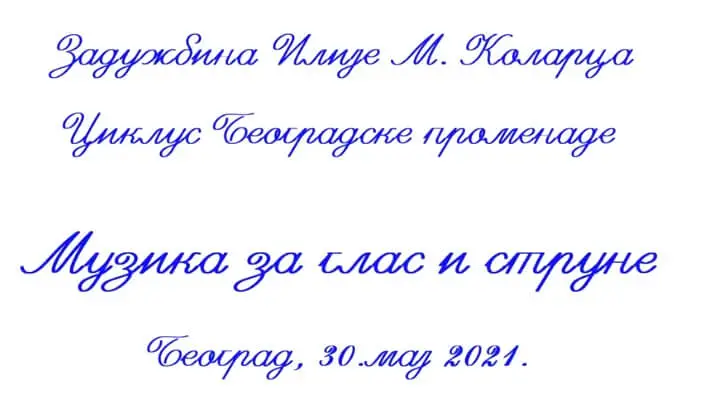 Задужбина Илије М. Коларца
Циклус Београдске променаде
Музика за глас и струне
Београд, 30.мај 2021.